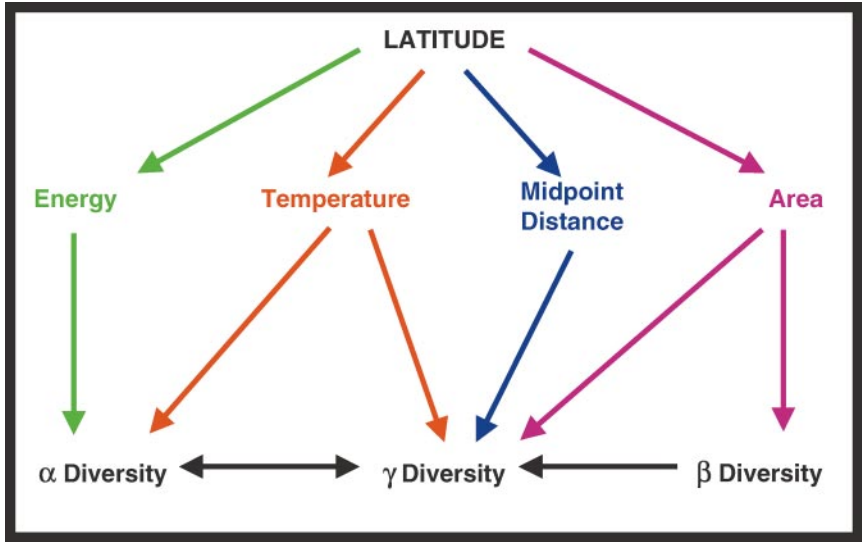 LATITUDE
Energy
Temperature
Midpoint
Distance
Area
α Diversity
γ Diversity
β Diversity